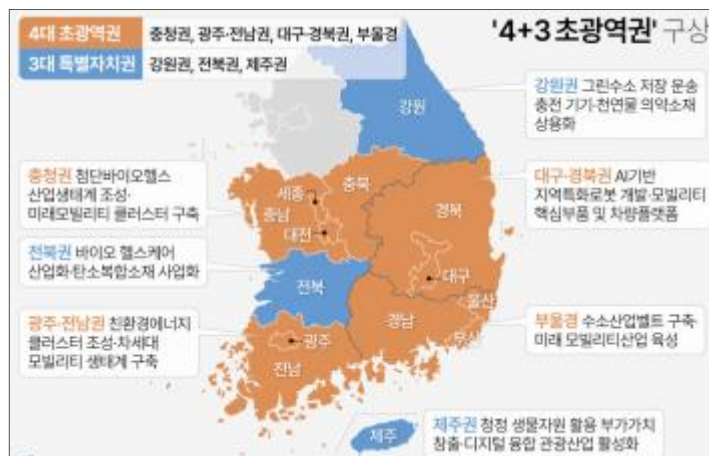 '4+3 초광역권' 구상
4대 초광역권 충청권, 광주·전남권, 대구·경북권, 부울경
3대 특별자치권 강원권, 전북권, 제주권
강원
강원권 그린수소 저장 운송
충전 기기·천연물 의약소재
상용화
충청권 첨단바이오헬스
산업생태계 조성·
미래모빌리티 클러스터 구축
세종
충북
충남
대전
경북
대구·경북권 AI기반
지역특화로봇 개발·모빌리티
핵심부품 및 차량플랫폼
전북권 바이오 헬스케어
산업화·탄소복합소재 사업화
전북
대구
울산
경남
부산
광주·전남권 친환경에너지
클러스터 조성·차세대
모빌리티 생태계 구축
광주
전남
부울경 수소산업벨트 구축·
미래 모빌리티산업 육성
제주
제주권 청정 생물자원 활용 부가가치
창출·디지털 융합 관광산업 활성화